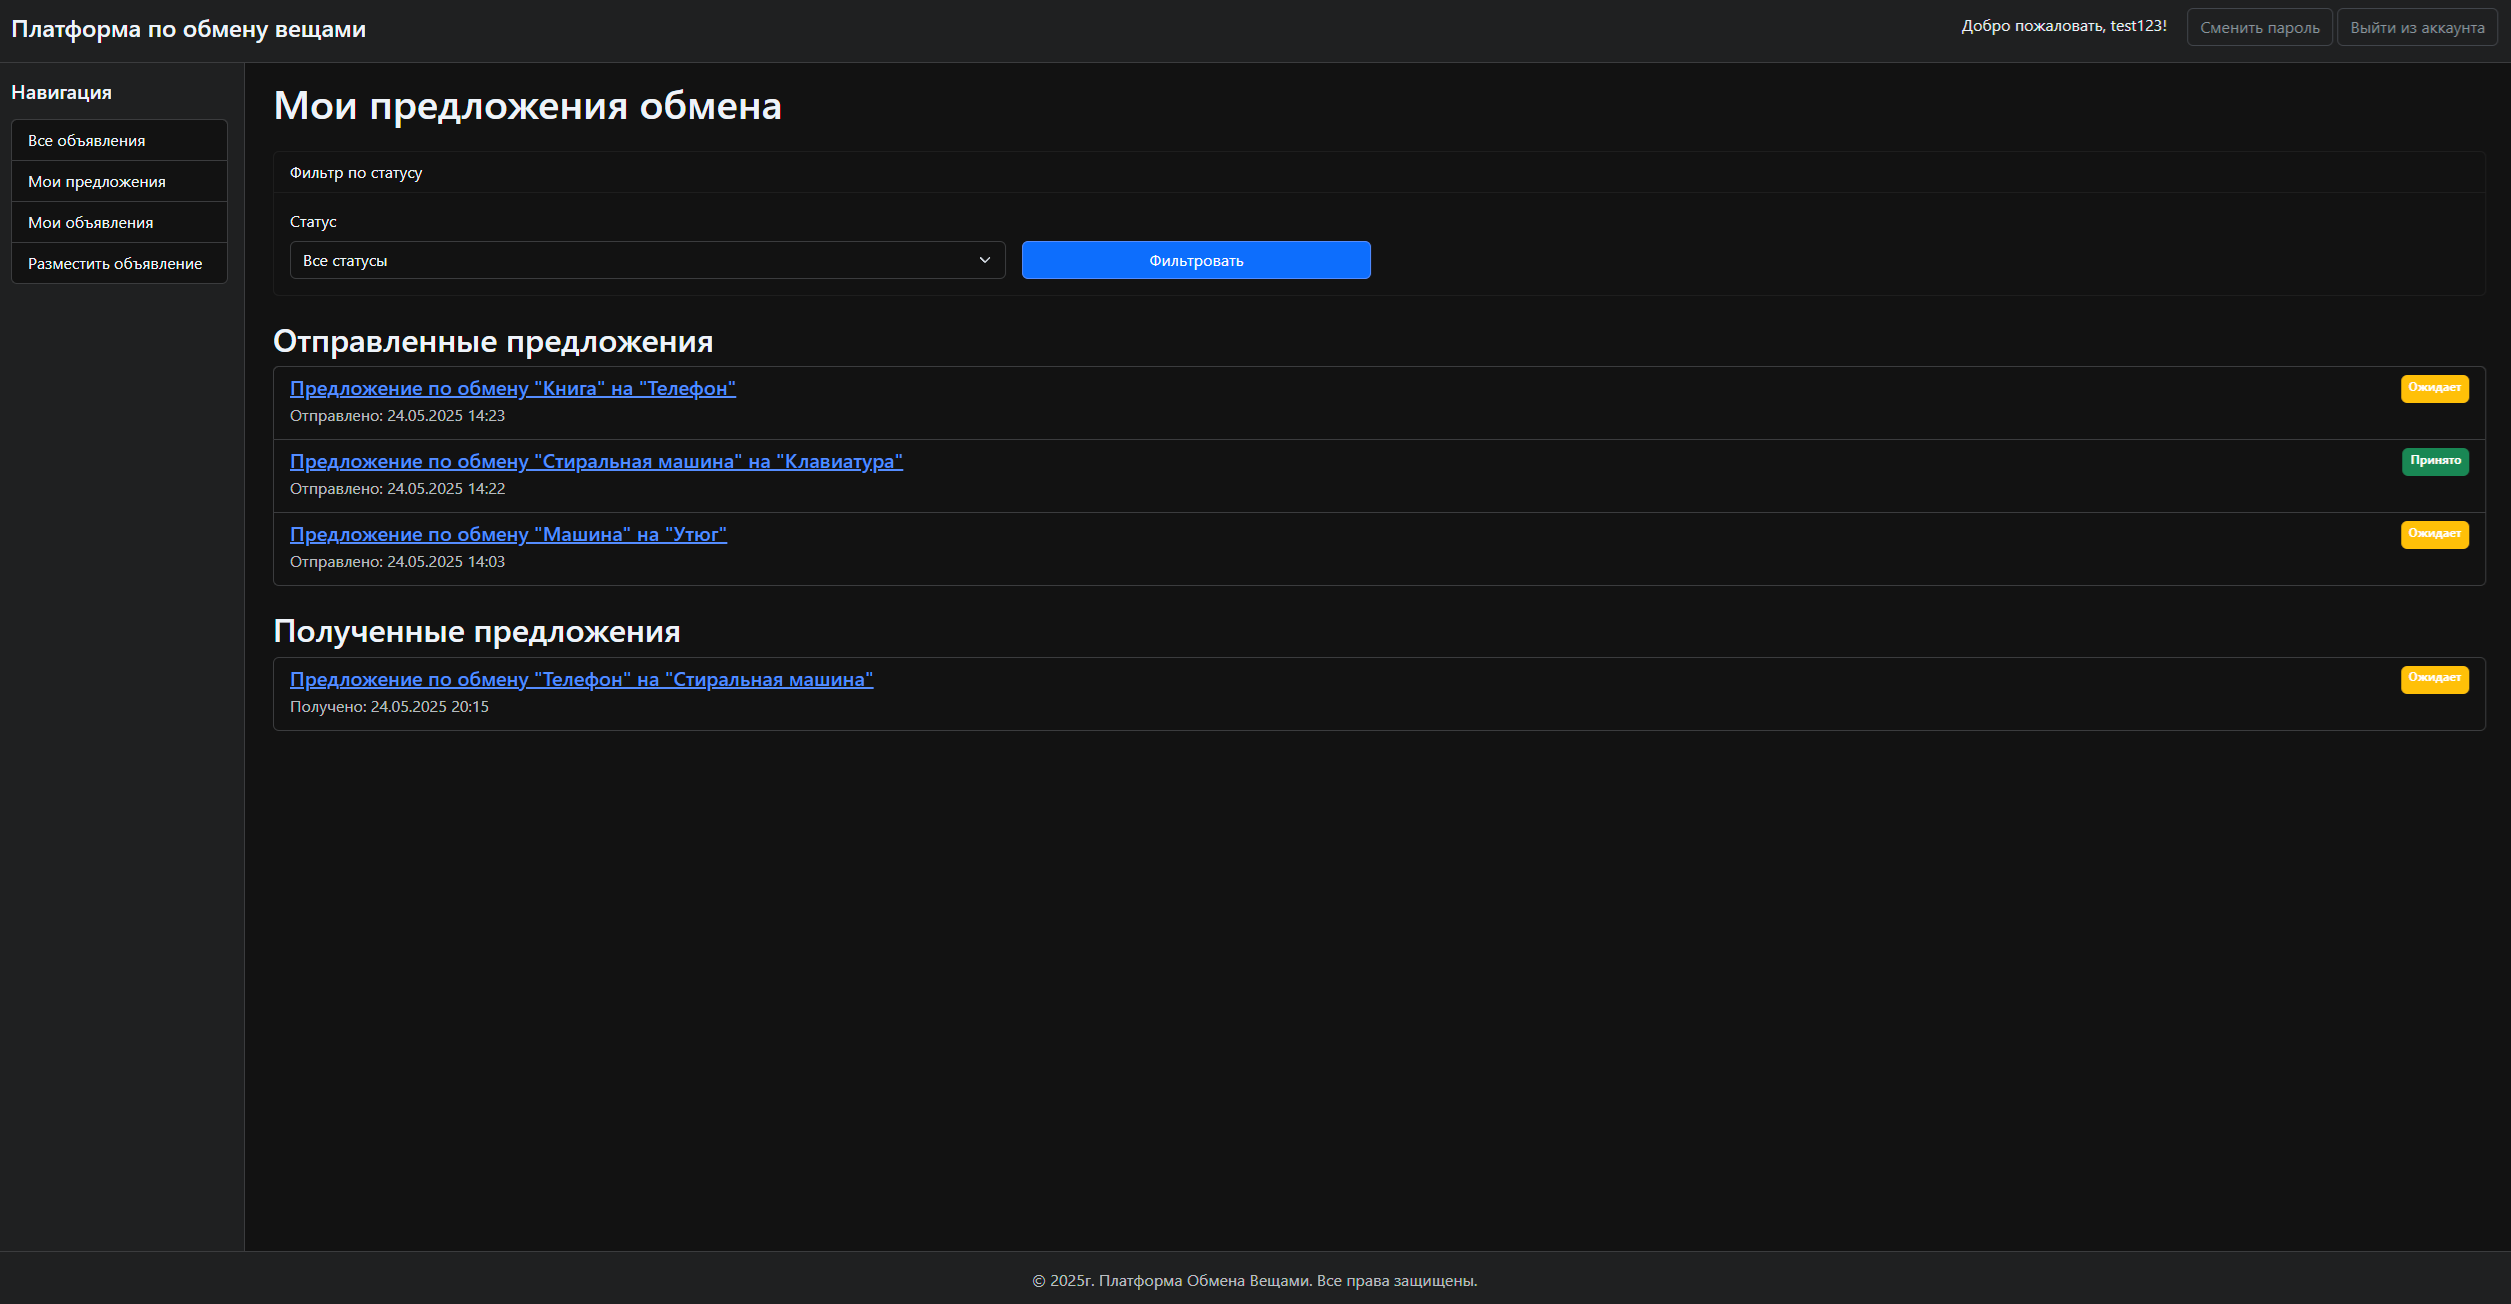 Платформа по обмену вещами
Добро пожаловать, test123!
Сменить пароль
Выйти из аккаунта
Навигация
Все объявления
Мои предложения
Мои объявления
Разместить объявление
Мои предложения обмена
Фильтр по статусу
Статус
Все статусы
Фильтровать
Отправленные предложения
Предложение по обмену "Книга" на "Телефон"
Ожидает
Отправлено: 24.05.2025 14:23
Предложение по обмену "Стиральная машина" на "Клавиатура"
Принято
Отправлено: 24.05.2025 14:22
Предложение по обмену "Машина" на "Утюг"
Ожидает
Отправлено: 24.05.2025 14:03
Полученные предложения
Предложение по обмену "Телефон" на "Стиральная машина"
Ожидает
Получено: 24.05.2025 20:15
© 2025г. Платформа Обмена Вещами. Все права защищены.